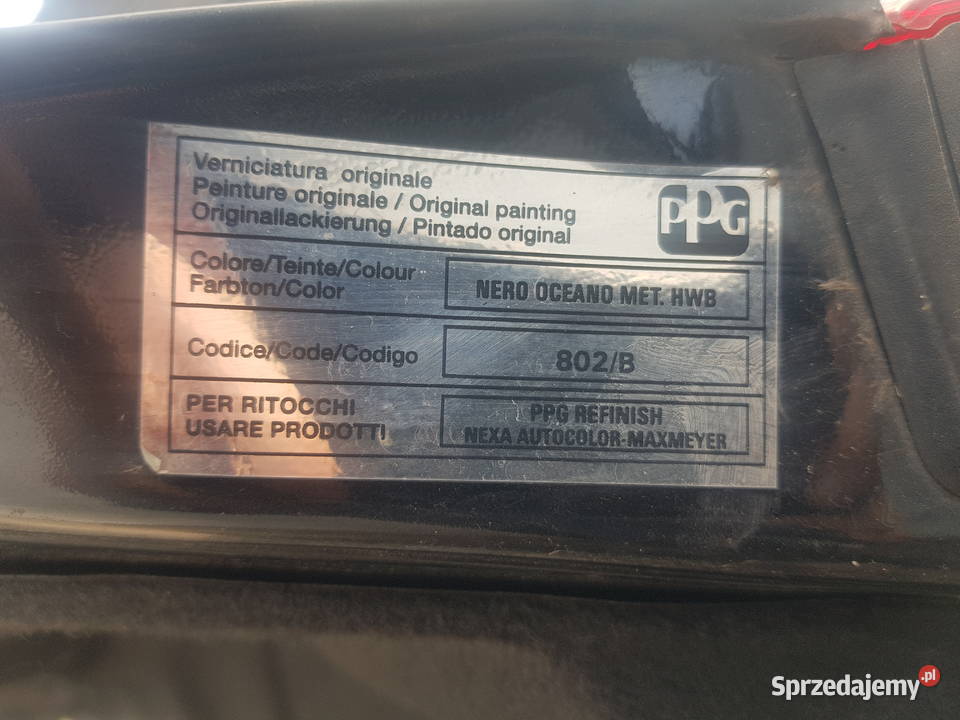 Verniciatura originale
Peinture originale / Original painting
Originallackierung / Pintado original
PPG
Colore/Teinte/Colour
Farbton/Color
NERO OCEANO MET. HWB
Codice/Code/Codigo
802/B
PER RITOCCHI
USARE PRODOTTI
PPG REFINISH
NEXA AUTOCOLOR-MAXMEYER
Sprzedajemy.pl